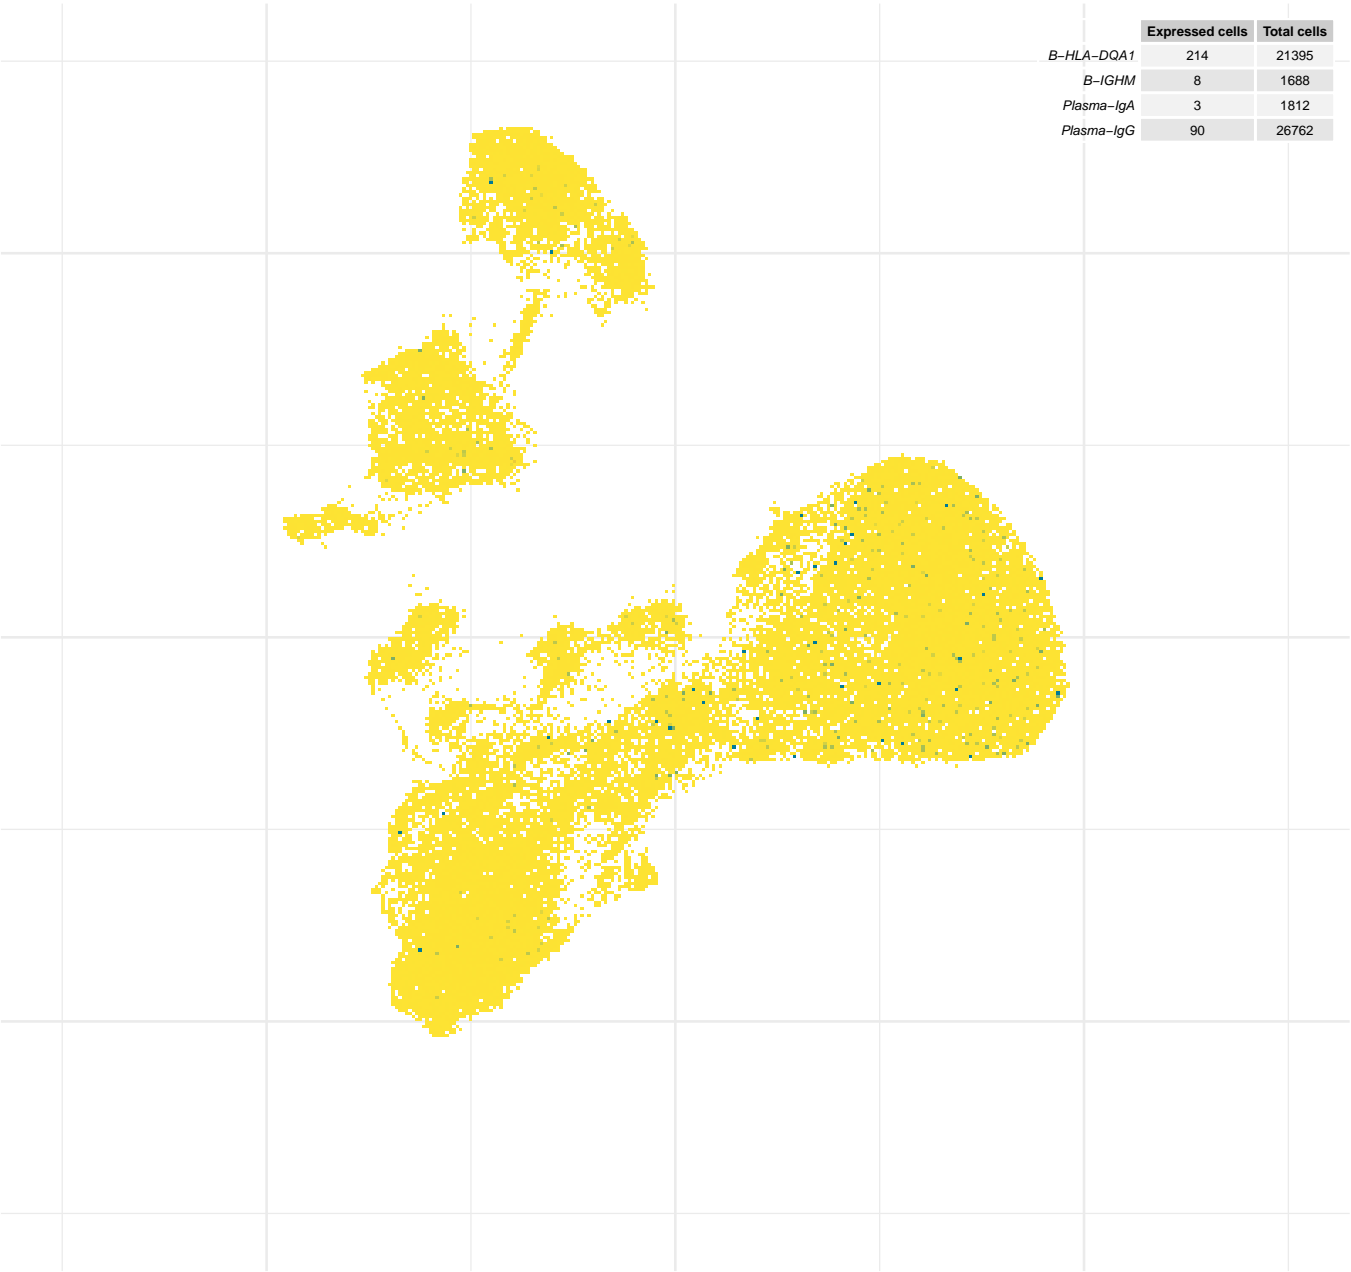 Expressed cells Total cells
B−HLA−DQA1 214 21395
B−IGHM 8 1688
Plasma−IgA 3 1812
Plasma−IgG 90 26762